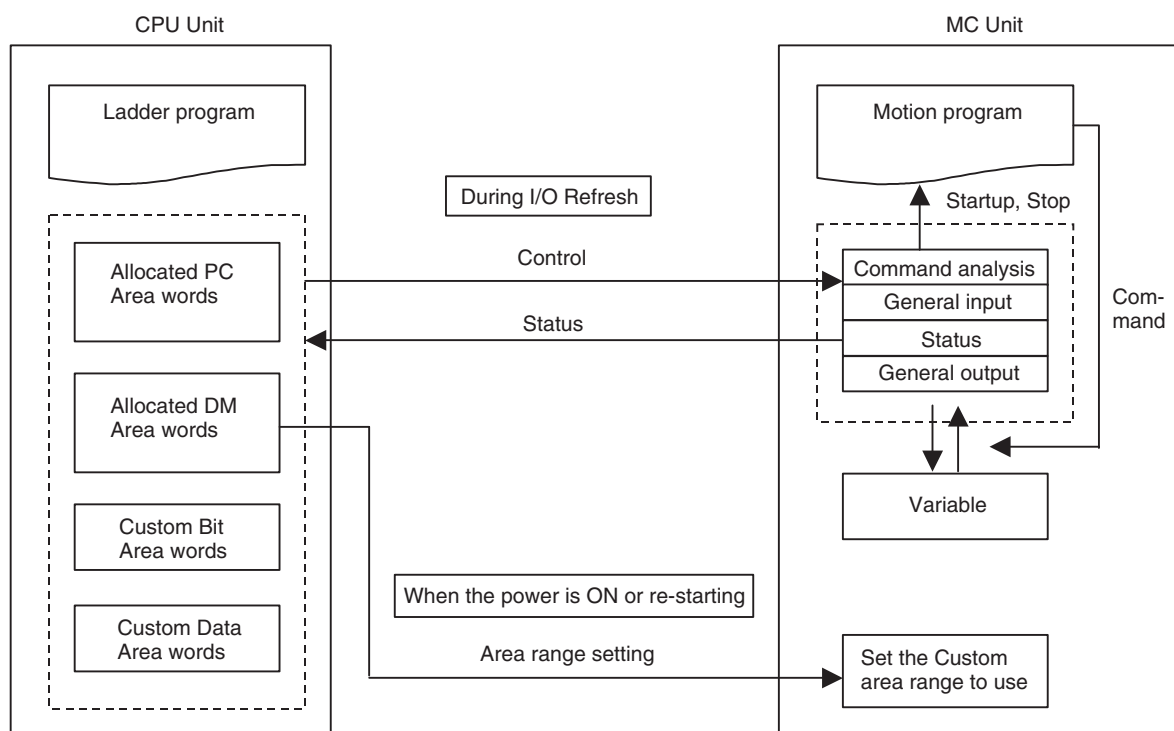 CPU Unit
MC Unit
Ladder program
Motion program
During I/O Refresh
Startup, Stop
Allocated PC
Area words
Control
Command analysis
General input
Status
Status
General output
Com-
mand
Allocated DM
Area words
Variable
Custom Bit
Area words
When the power is ON or re-starting
Custom Data
Area words
Area range setting
Set the Custom
area range to use